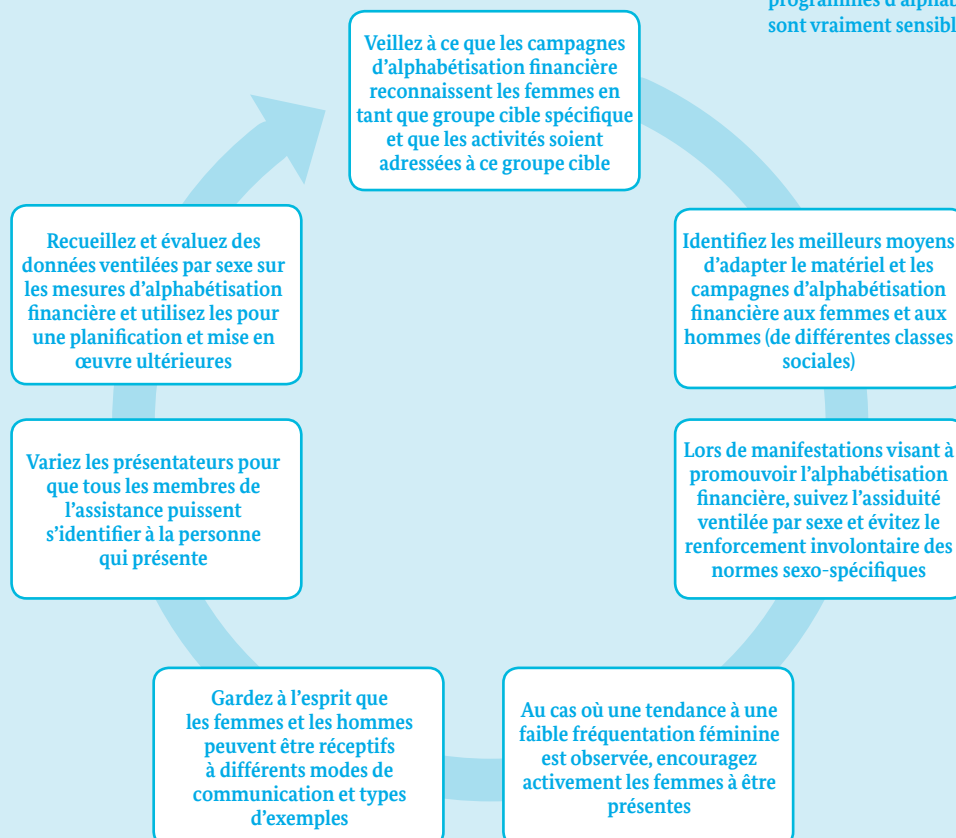 programmes d'alphab
sont vraiment sensibl
Veillez à ce que les campagnes
d'alphabétisation financière
reconnaissent les femmes en
tant que groupe cible spécifique
et que les activités soient
adressées à ce groupe cible
Identifiez les meilleurs moyens
d'adapter le matériel et les
campagnes d'alphabétisation
financière aux femmes et aux
hommes (de différentes classes
sociales)
Lors de manifestations visant à
promouvoir l'alphabétisation
financière, suivez l'assiduité
ventilée par sexe et évitez le
renforcement involontaire des
normes sexo-spécifiques
Au cas où une tendance à une
faible fréquentation féminine
est observée, encouragez
activement les femmes à être
présentes
Gardez à l'esprit que
les femmes et les hommes
peuvent être réceptifs
à différents modes de
communication et types
d'exemples
Variez les présentateurs pour
que tous les membres de
l'assistance puissent
s'identifier à la personne
qui présente
Recueillez et évaluez des
données ventilées par sexe sur
les mesures d'alphabétisation
financière et utilisez les pour
une planification et mise en
œuvre ultérieures